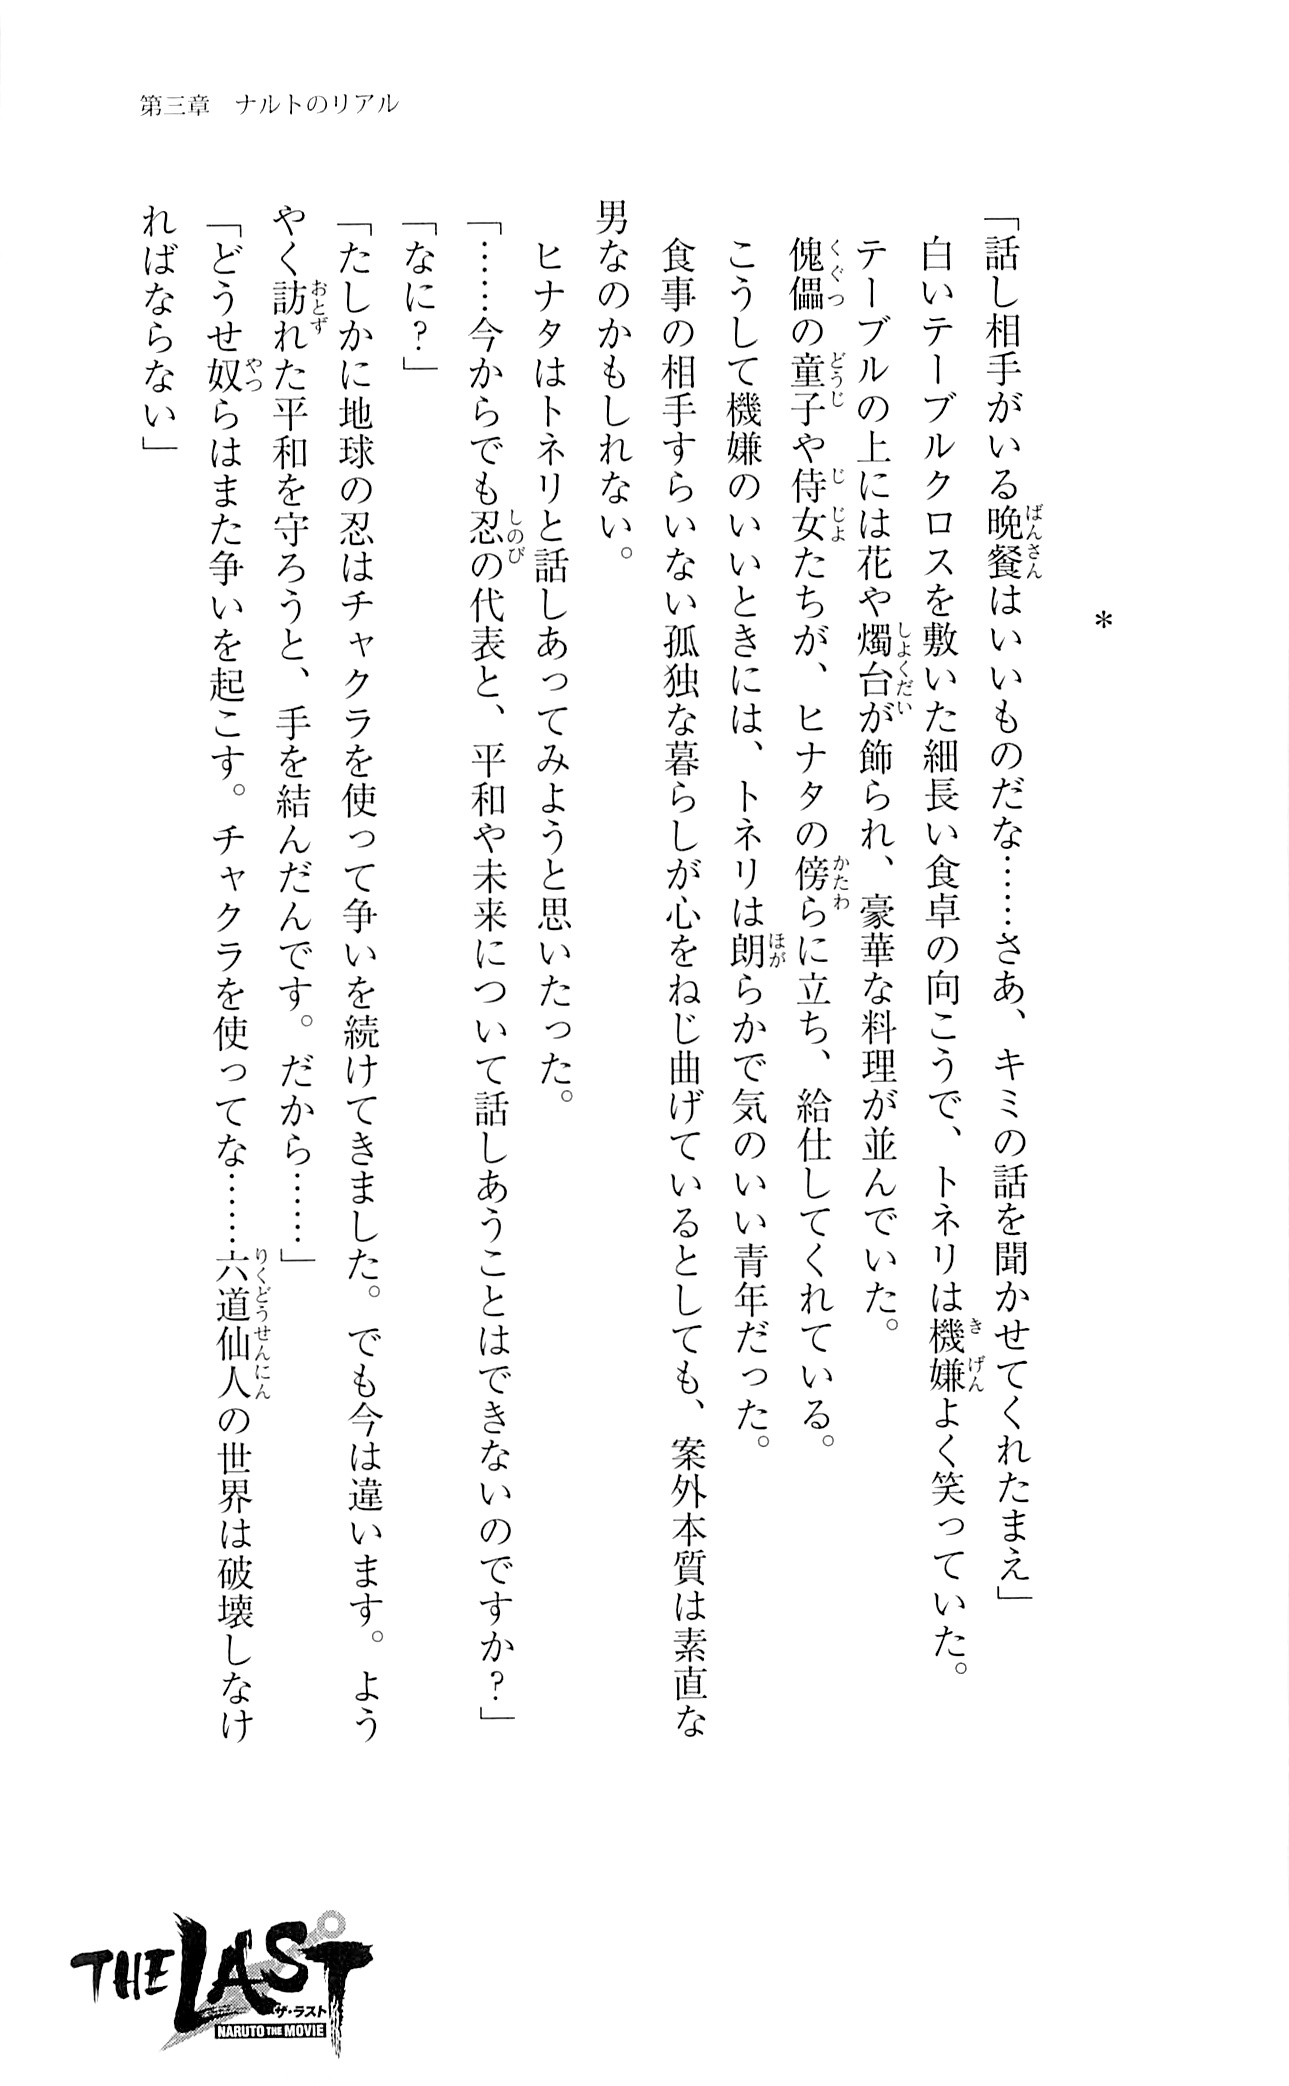 第三章　ナルトのリアル
＊
「話し相手がいる晩餐はいいものだな……さあ、キミの話を聞かせてくれたまえ」
白いテーブルクロスを敷いた細長い食卓の向こうで、トネリは機嫌よく笑っていた。
テーブルの上には花や燭台が飾られ、豪華な料理が並んでいた。
傀儡の童子や侍女たちが、ヒナタの傍らに立ち、給仕してくれている。
こうして機嫌のいいときには、トネリは朗らかで気のいい青年だった。
食事の相手すらいない孤独な暮らしが心をねじ曲げているとしても、案外本質は素直な
男なのかもしれない。
ヒナタはトネリと話しあってみようと思いたった。
「……今からでも忍の代表と、平和や未来について話しあうことはできないのですか？」
「なに？」
「たしかに地球の忍はチャクラを使って争いを続けてきました。でも今は違います。よう
やく訪れた平和を守ろうと、手を結んだんです。だから……」
「どうせ奴らはまた争いを起こす。チャクラを使ってな……六道仙人の世界は破壊しなけ
ればならない」
THE LAST
ザ・ラスト
NARUTO THE MOVIE